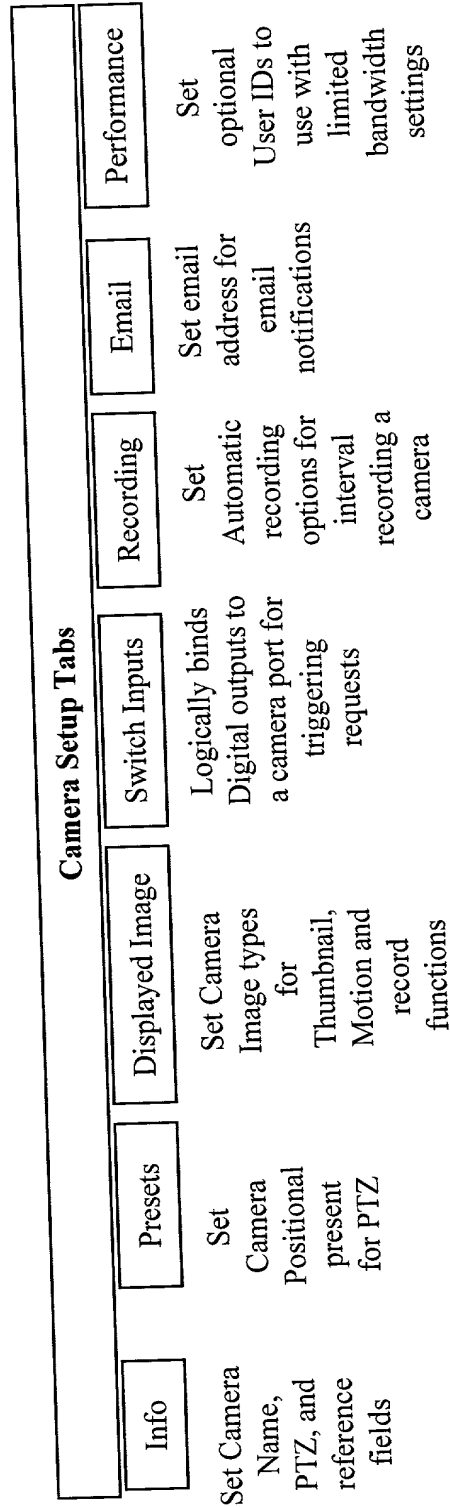 Camera Setup Tabs
Info
Set Camera
Name,
PTZ, and
reference
fields
Presets
Set
Camera
Positional
present
for PTZ
Displayed Image
Set Camera
Image types
for
Thumbnail,
Motion and
record
functions
Switch Inputs
Logically binds
Digital outputs to
a camera port for
triggering
requests
Recording
Set
Automatic
recording
options for
interval
recording a
camera
Email
Set email
address for
email
notifications
Performance
Set
optional
User IDs to
use with
limited
bandwidth
settings